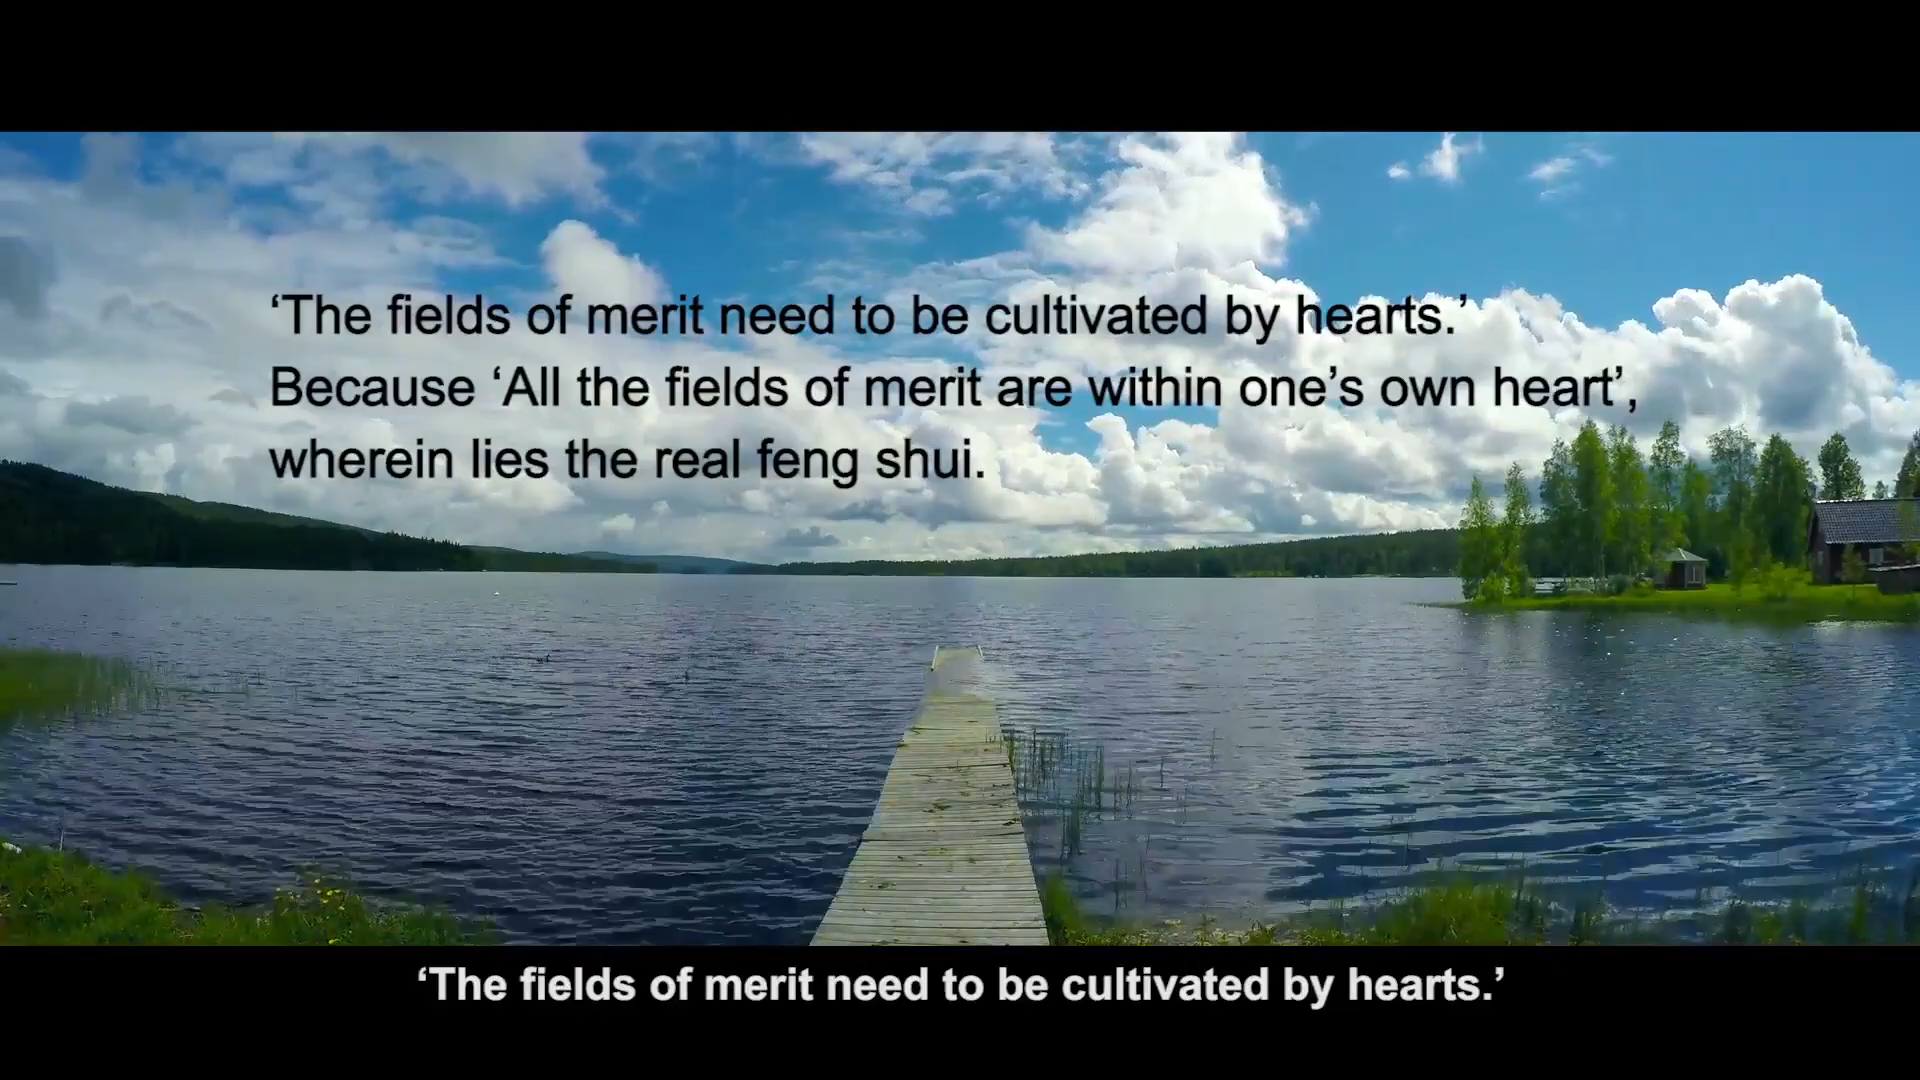 ‘The fields of merit need to be cultivated by hearts.’
Because ‘All the fields of merit are within one’s own heart’,
wherein lies the real feng shui.
‘The fields of merit need to be cultivated by hearts.’